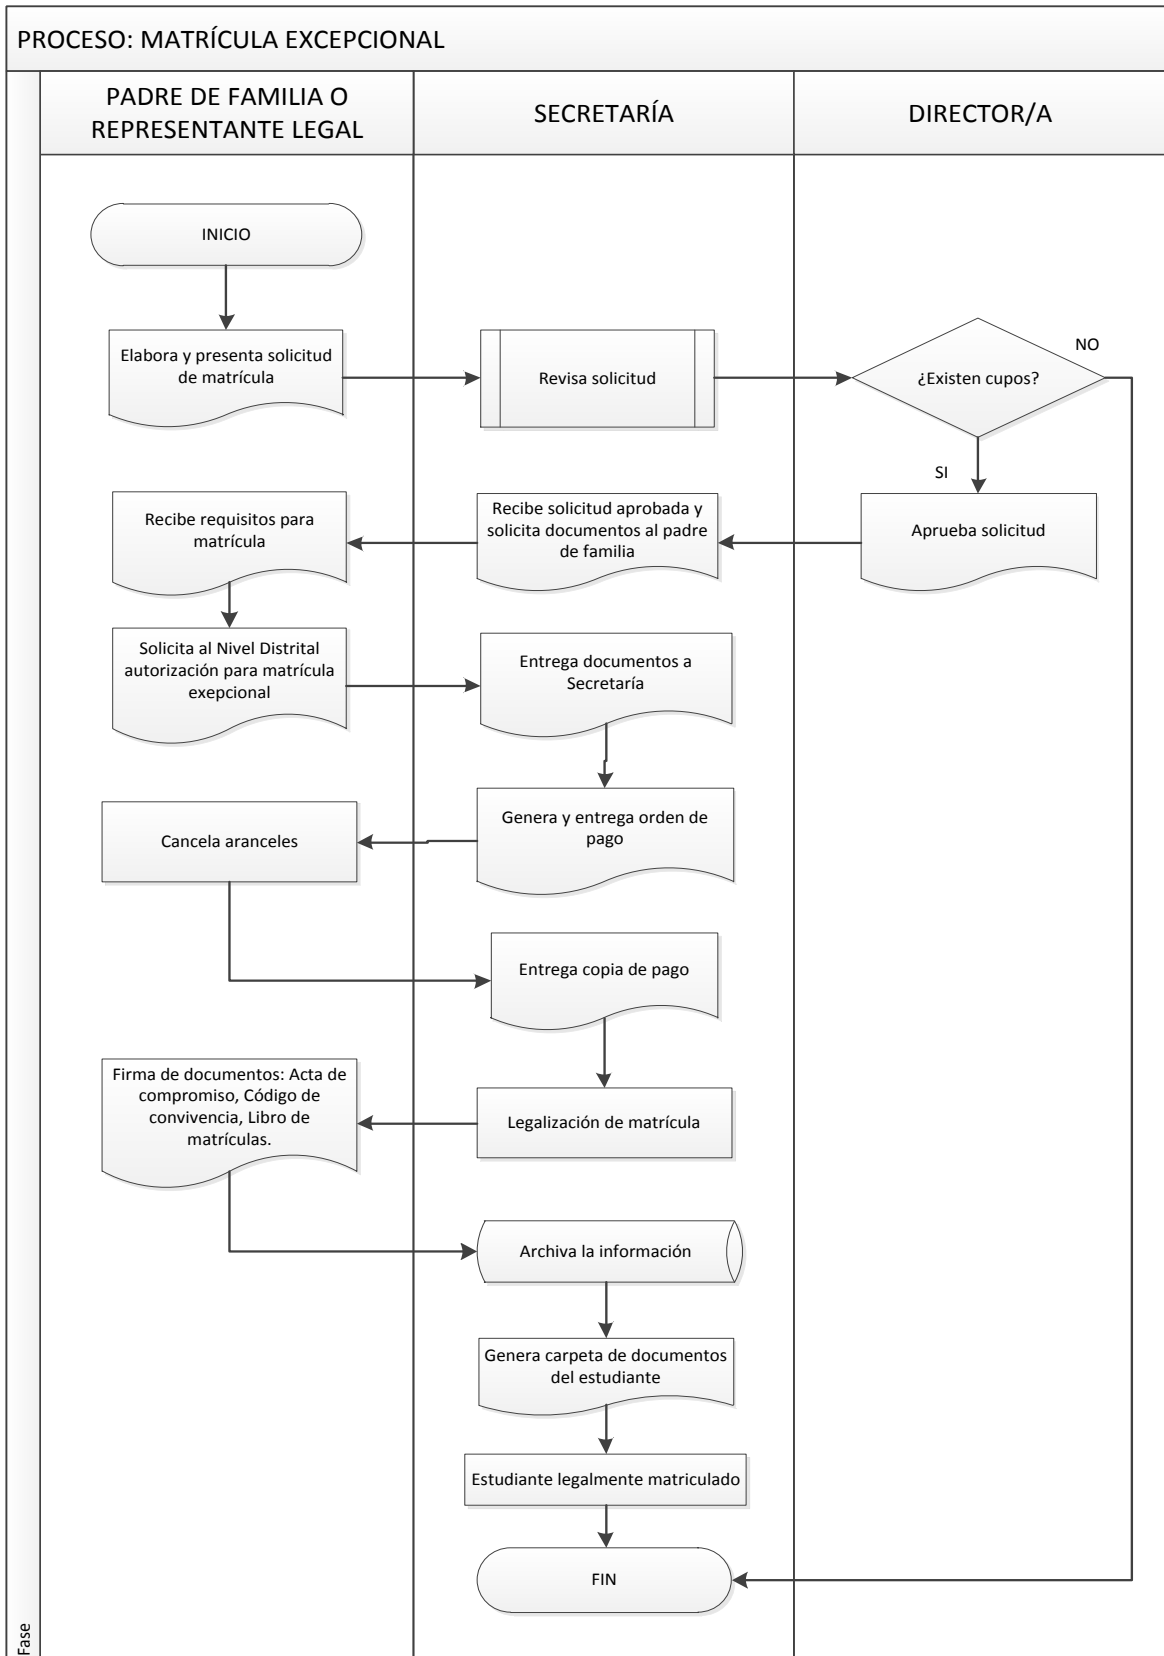 PROCESO: MATRÍCULA EXCEPCIONAL
PADRE DE FAMILIA O
REPRESENTANTE LEGAL
SECRETARÍA
DIRECTOR/A
INICIO
Elabora y presenta solicitud
de matrícula
Revisa solicitud
¿Existen cupos?
NO
SI
Recibe requisitos para
matrícula
Recibe solicitud aprobada y
solicita documentos al padre
de familia
Aprueba solicitud
Solicita al Nivel Distrital
autorización para matrícula
exepcional
Entrega documentos a
Secretaría
Genera y entrega orden de
pago
Cancela aranceles
Entrega copia de pago
Firma de documentos: Acta de
compromiso, Código de
convivencia, Libro de
matrículas.
Legalización de matrícula
Archiva la información
Genera carpeta de documentos
del estudiante
Estudiante legalmente matriculado
FIN
Fase